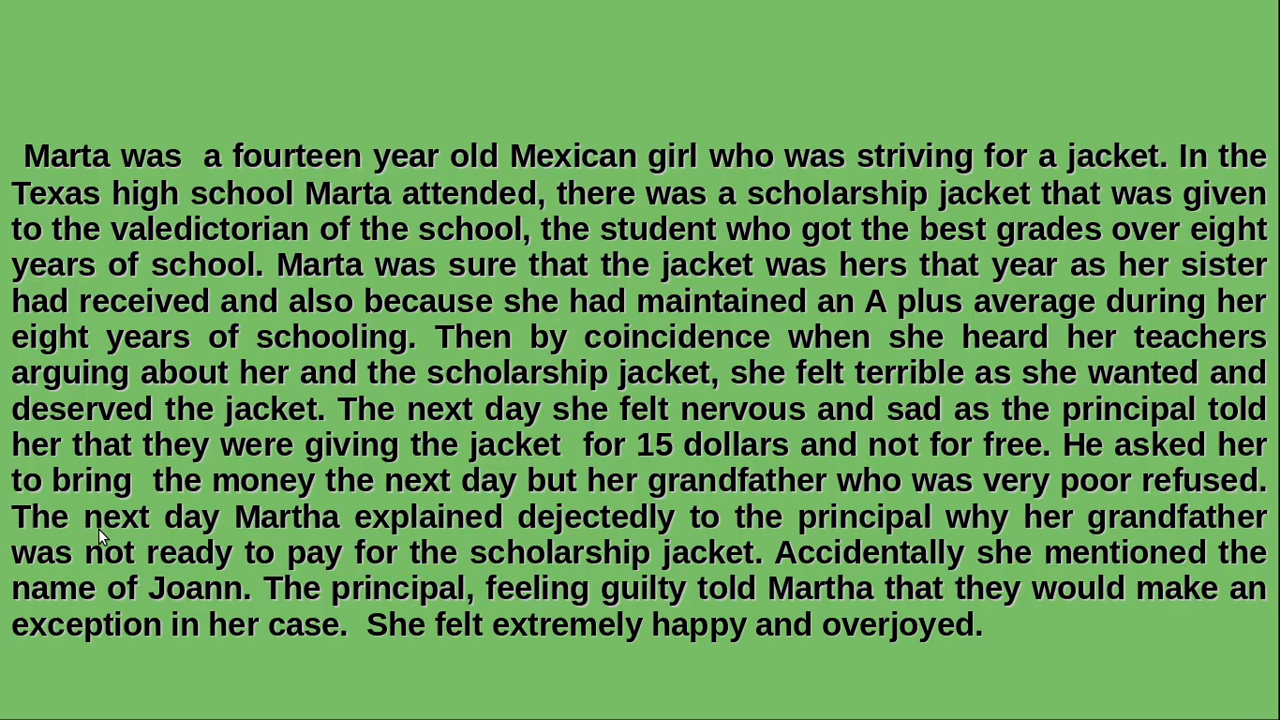 Marta was a fourteen year old Mexican girl who was striving for a jacket. In the
Texas high school Marta attended, there was a scholarship jacket that was given
to the valedictorian of the school, the student who got the best grades over eight
years of school. Marta was sure that the jacket was hers that year as her sister
had received and also because she had maintained an A plus average during her
eight years of schooling. Then by coincidence when she heard her teachers
arguing about her and the scholarship jacket, she felt terrible as she wanted and
deserved the jacket. The next day she felt nervous and sad as the principal told
her that they were giving the jacket for 15 dollars and not for free. He asked her
to bring the money the next day but her grandfather who was very poor refused.
The next day Martha explained dejectedly to the principal why her grandfather
was not ready to pay for the scholarship jacket. Accidentally she mentioned the
name of Joann. The principal, feeling guilty told Martha that they would make an
exception in her case. She felt extremely happy and overjoyed.